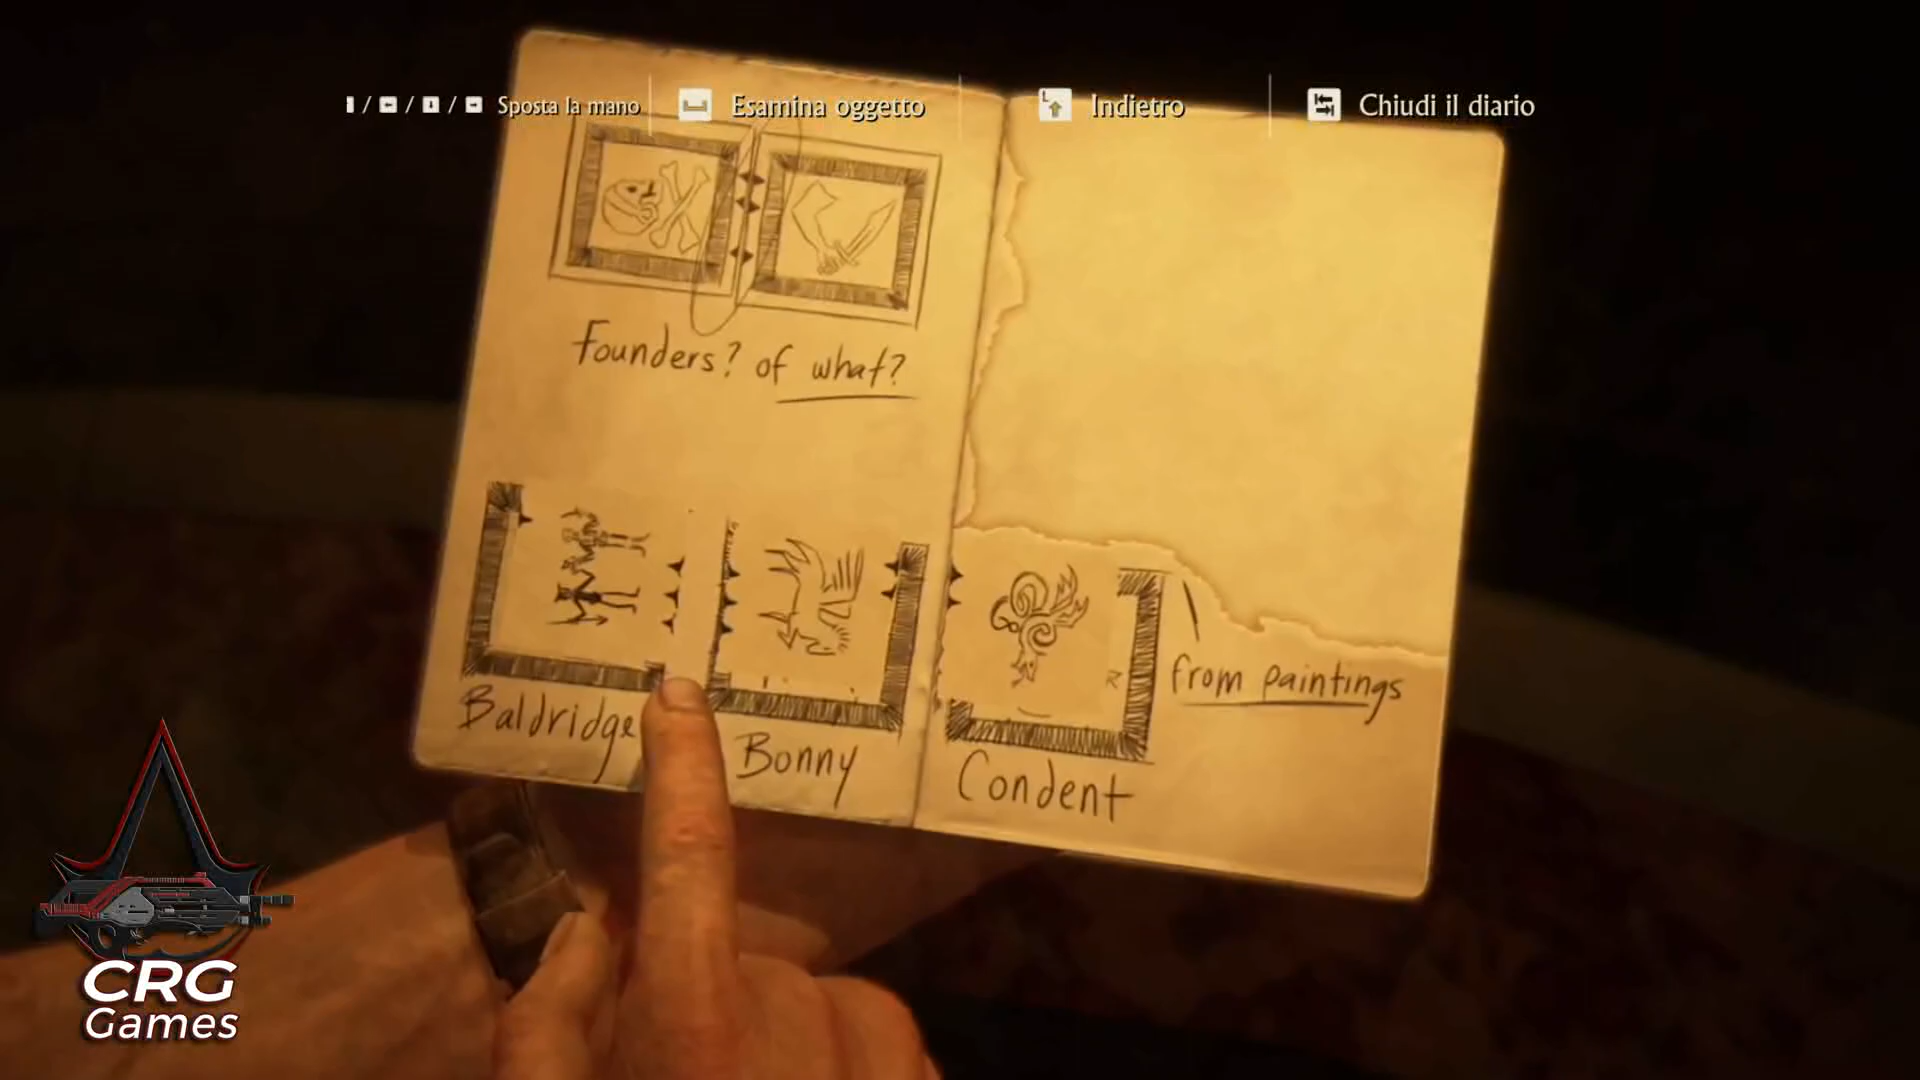 Sposta la mano
Esamina oggetto
L
Indietro
Chiudi il diario
Founders? of what?
Baldridge
Bonny
Condent
from paintings
CRG
Games